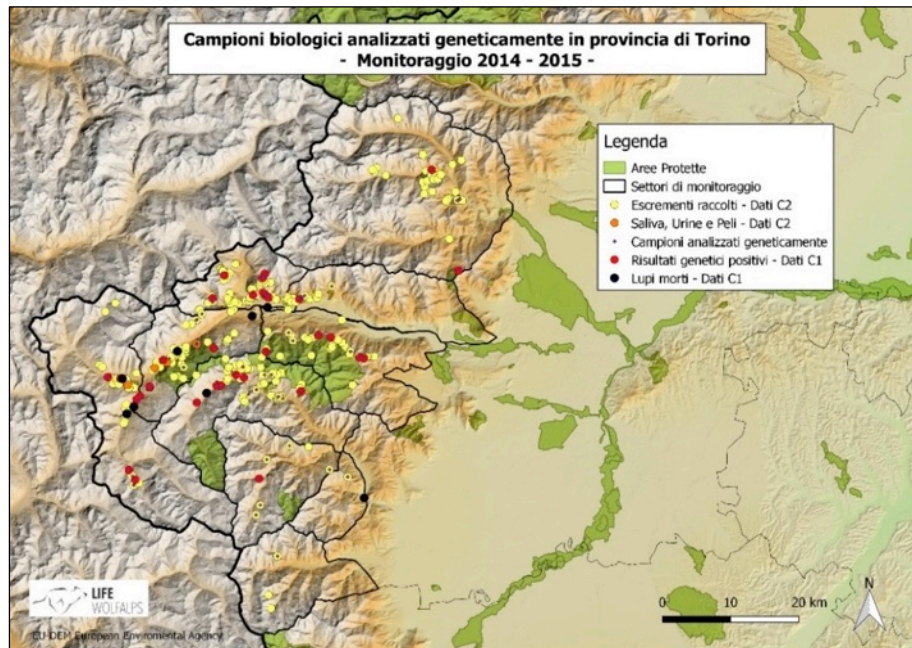 Campioni biologici analizzati geneticamente in provincia di Torino
- Monitoraggio 2014 - 2015 -
Legenda
Aree Protette
Settori di monitoraggio
Escrementi raccolti - Dati C2
Saliva, Urine e Peli - Dati C2
Campioni analizzati geneticamente
Risultati genetici positivi - Dati C1
Lupi morti - Dati C1
LIFE
WOLFALPS
EU-DEM European Enviromental Agency
N
0 10 20 km